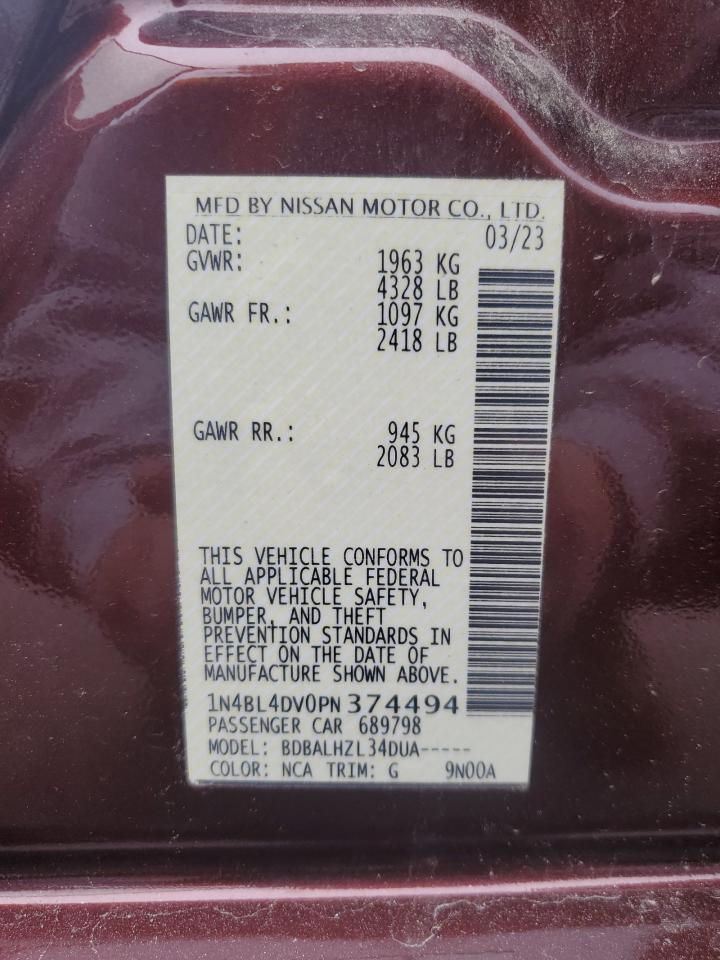 MFD BY NISSAN MOTOR CO., LTD.
DATE: 03/23
GVWR: 1963 KG
4328 LB
GAWR FR.: 1097 KG
2418 LB
GAWR RR.: 945 KG
2083 LB
THIS VEHICLE CONFORMS TO
ALL APPLICABLE FEDERAL
MOTOR VEHICLE SAFETY,
BUMPER, AND THEFT
PREVENTION STANDARDS IN
EFFECT ON THE DATE OF
MANUFACTURE SHOWN ABOVE.
1N4BL4DV0PN374494
PASSENGER CAR 689798
MODEL: BDBALHZL34DUA-----
COLOR: NCA TRIM: G 9N00A